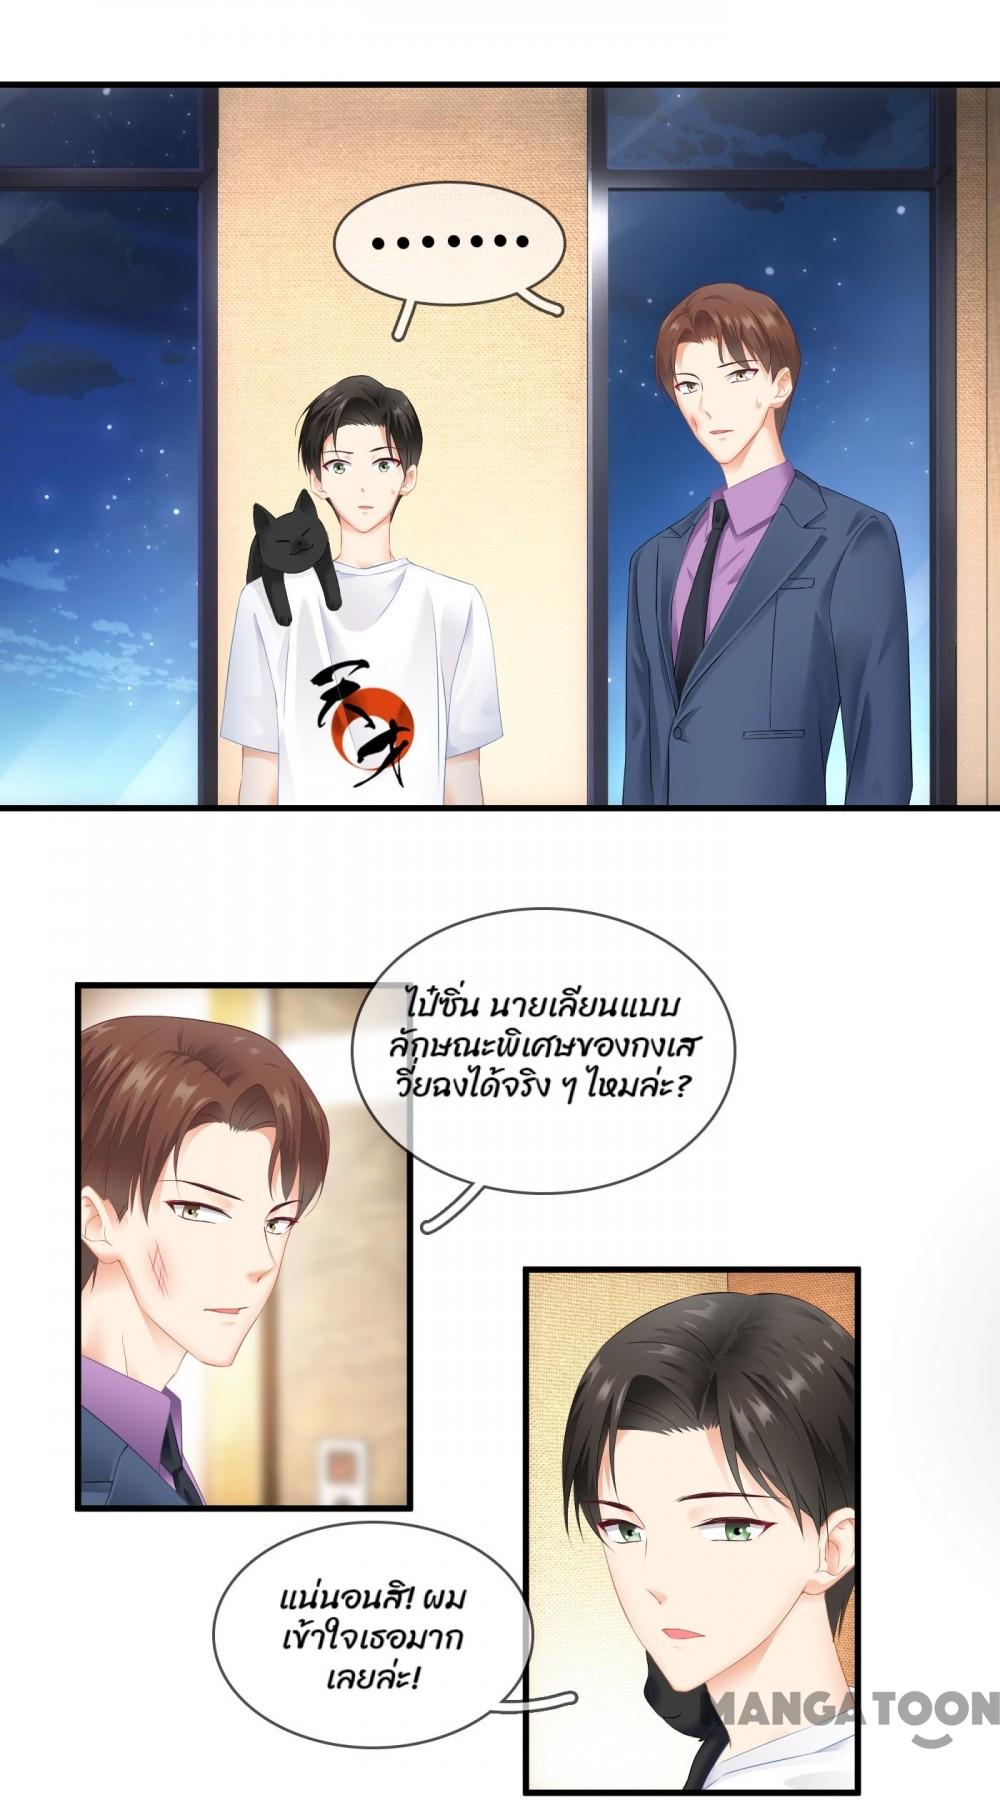 .......
天才
ไป๋ซิ่น นายเลียนแบบ
ลักษณะพิเศษของกงเส
วี่ยฉงได้จริง ๆ ไหมล่ะ?
แน่นอนสิ! ผม
เข้าใจเธอมาก
เลยล่ะ!
MANGATOON